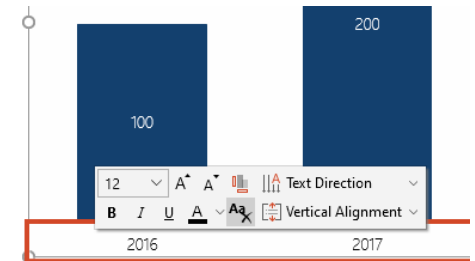 200
100
12 A A Text Direction
B I U A Aa Vertical Alignment
2016 2017